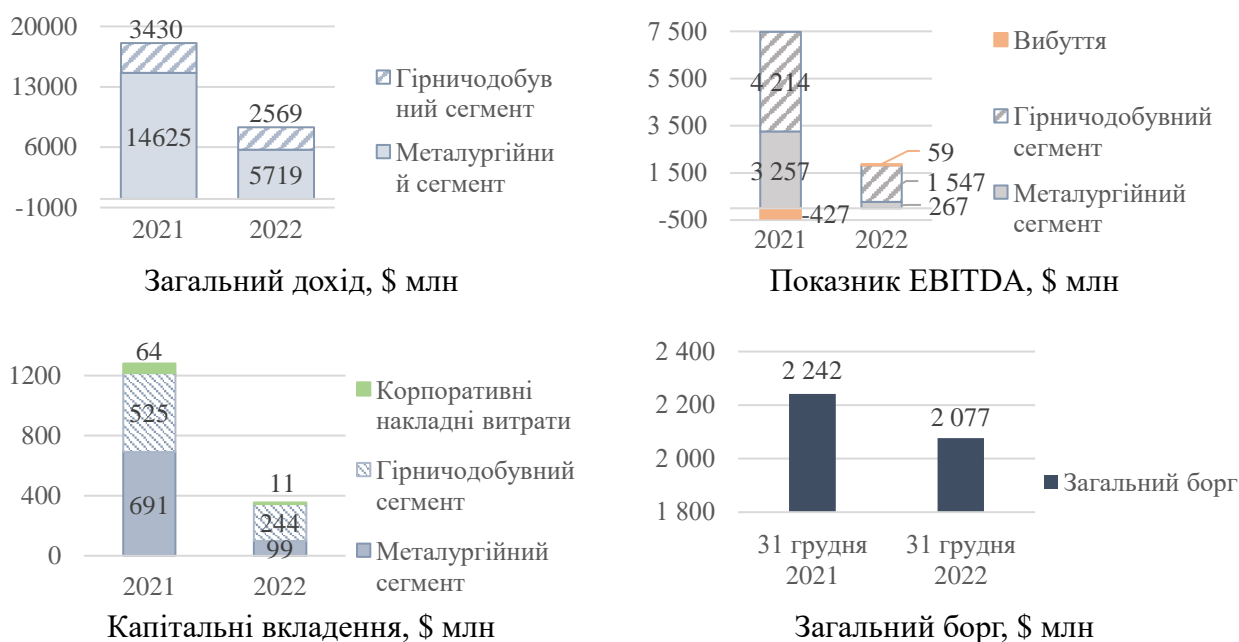 20000
13000
6000
-1000
3430
14625
2569
5719
2021
2022
Гірничодобув
ний сегмент
Металургійни
й сегмент
Загальний дохід, $ млн
7 500
5 500
3 500
1 500
-500
4 214
3 257
-427
59
1 547
267
2021
2022
Вибуття
Гірничодобувний
сегмент
Металургійний
сегмент
Показник EBITDA, $ млн
1200
800
400
0
64
525
691
11
244
99
2021
2022
Корпоративні
накладні витрати
Гірничодобувний
сегмент
Металургійний
сегмент
Капітальні вкладення, $ млн
2 400
2 200
2 000
1 800
2 242
2 077
31 грудня
2021
31 грудня
2022
Загальний борг
Загальний борг, $ млн